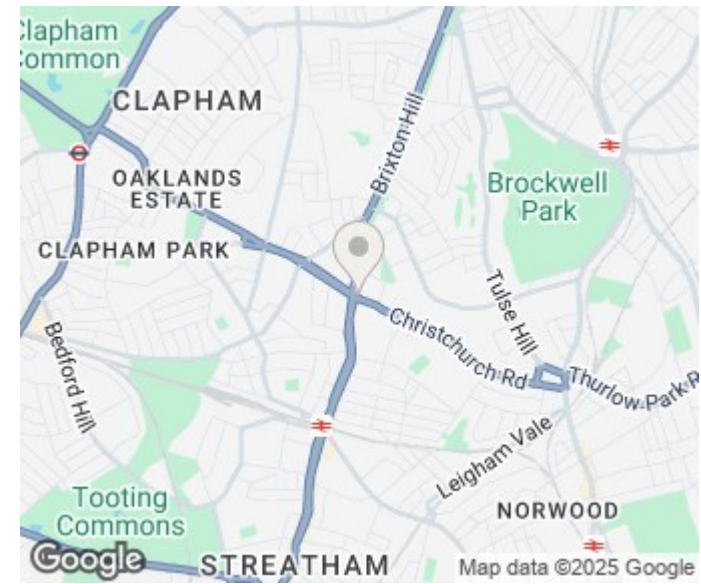 Clapham
Common
CLAPHAM
Brixton Hill
OAKLANDS
ESTATE
Brockwell
Park
CLAPHAM PARK
Tulse Hill
Christchurch Rd
Bedford Hill
Thurlow Park R
Leigham Vale
Tooting
Commons
NORWOOD
Google
STREATHAM
Map data ©2025 Google